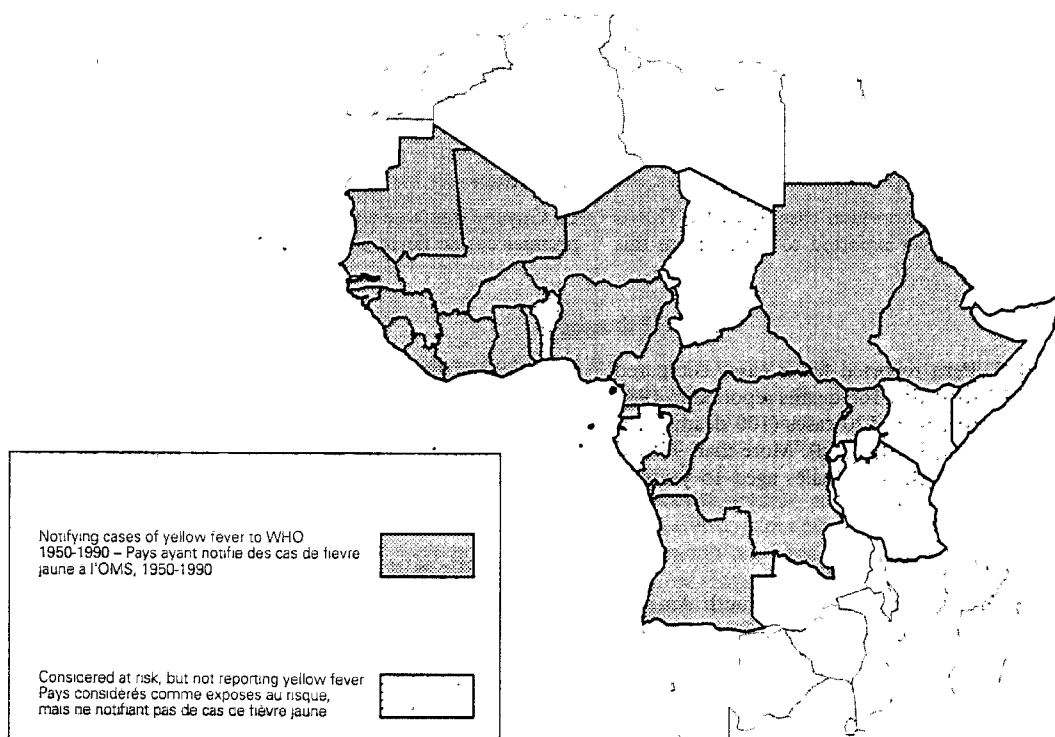 Notifying cases of yellow fever to WHO
1950-1990 – Pays ayant notifie des cas de fievre
jaune a l'OMS, 1950-1990
Considered at risk, but not reporting yellow fever
Pays considérés comme exposes au risque,
mais ne notifiant pas de cas de fièvre jaune